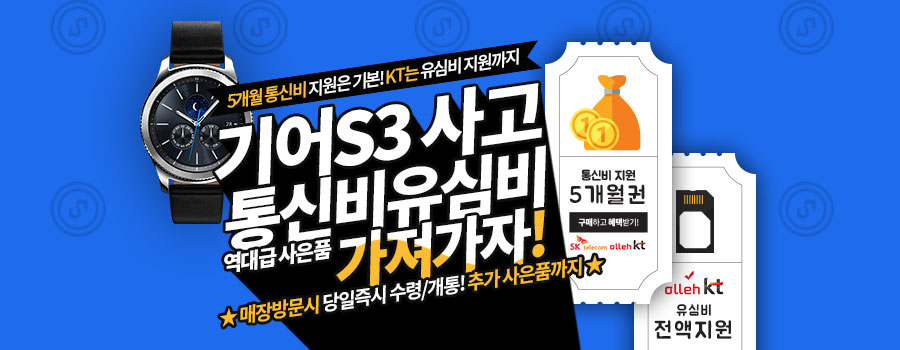 5개월 통신비 지원은 기본! KT는 유심비 지원까지
기어S3 사고
통신비유심비
역대급 사은품 가져가자!
★ 매장방문시 당일즉시 수령/개통! 추가 사은품까지 ★
통신비 지원
5개월권
구매하고 혜택받기!
SK telecom olleh kt
olleh kt
유심비
전액지원